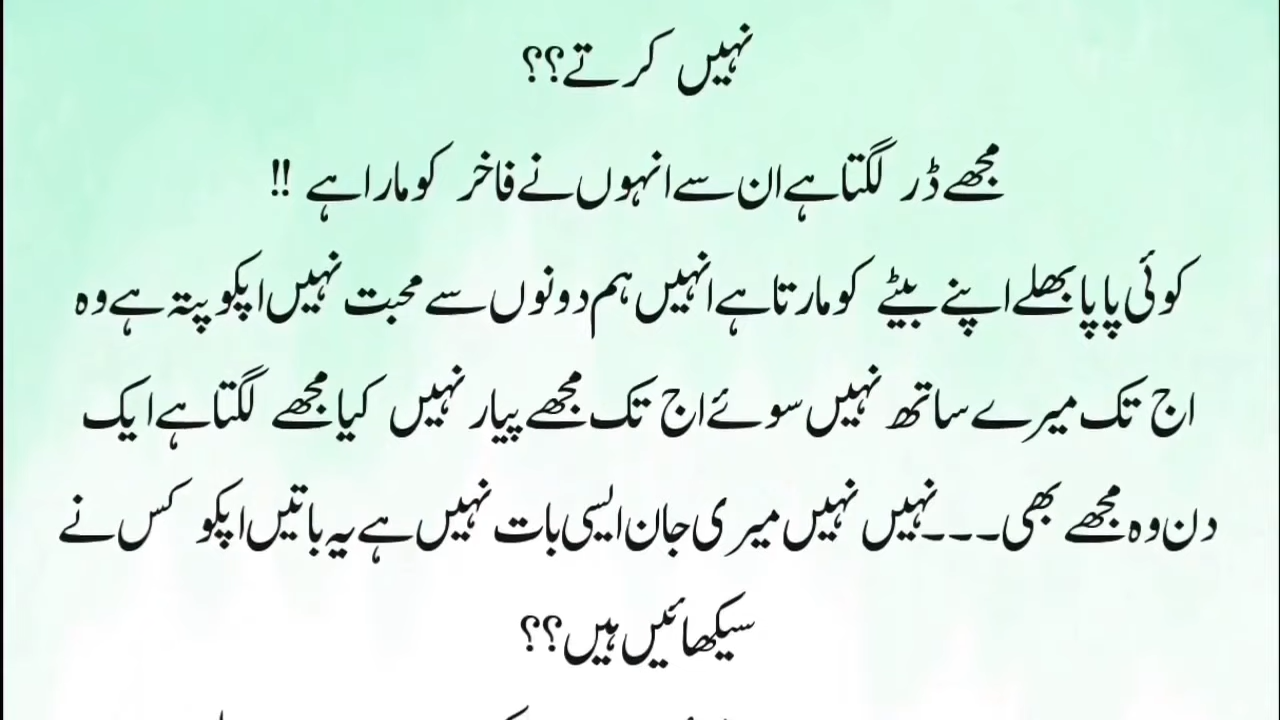 نہیں کرتے؟؟
مجھے ڈر لگتا ہے ان سے انہوں نے فاخر کو مارا ہے !!
کوئی پاپا بھلے اپنے بیٹے کو مارتا ہے انہیں ہم دونوں سے محبت نہیں اپکو پتہ ہے وہ
اج تک میرے ساتھ نہیں سوئے اج تک مجھے پیار نہیں کیا مجھے لگتا ہے ایک
دن وہ مجھے بھی۔۔۔نہیں نہیں میری جان ایسی بات نہیں ہے یہ باتیں اپکو کس نے
سیکھائیں ہیں؟؟